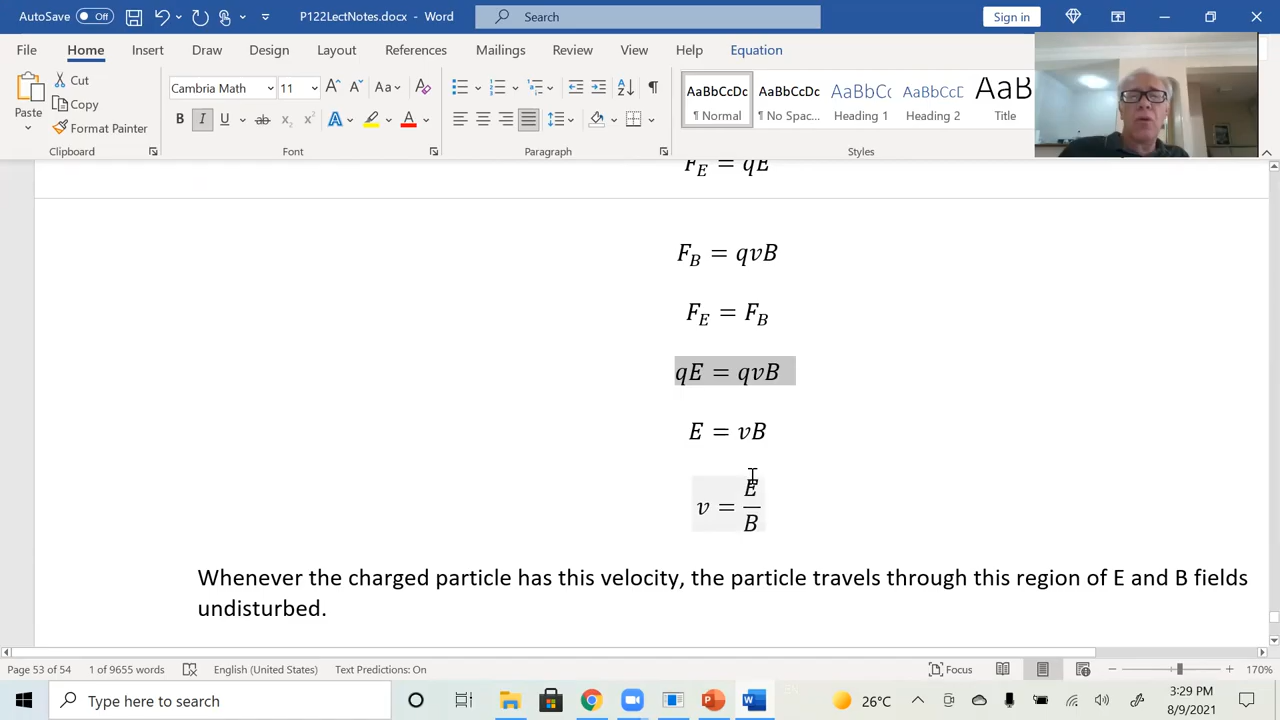 AutoSave Off P122LectNotes.docx - Word Search Sign in
File Home Insert Draw Design Layout References Mailings Review View Help Equation
Paste Cut Copy Format Painter
Cambria Math 11
B I U ab x₂ x² A A
AaBbCcDc AaBbCcDc AaBbCc AaBbCcD AaB
¶ Normal ¶ No Spac... Heading 1 Heading 2 Title
Clipboard Font Paragraph Styles
F_E = qE
F_B = qvB
F_E = F_B
qE = qvB
E = vB
v = E/B
Whenever the charged particle has this velocity, the particle travels through this region of E and B fields
undisturbed.
Page 53 of 54 1 of 9655 words English (United States) Text Predictions: On Focus 170%
Type here to search 26°C 3:29 PM
8/9/2021